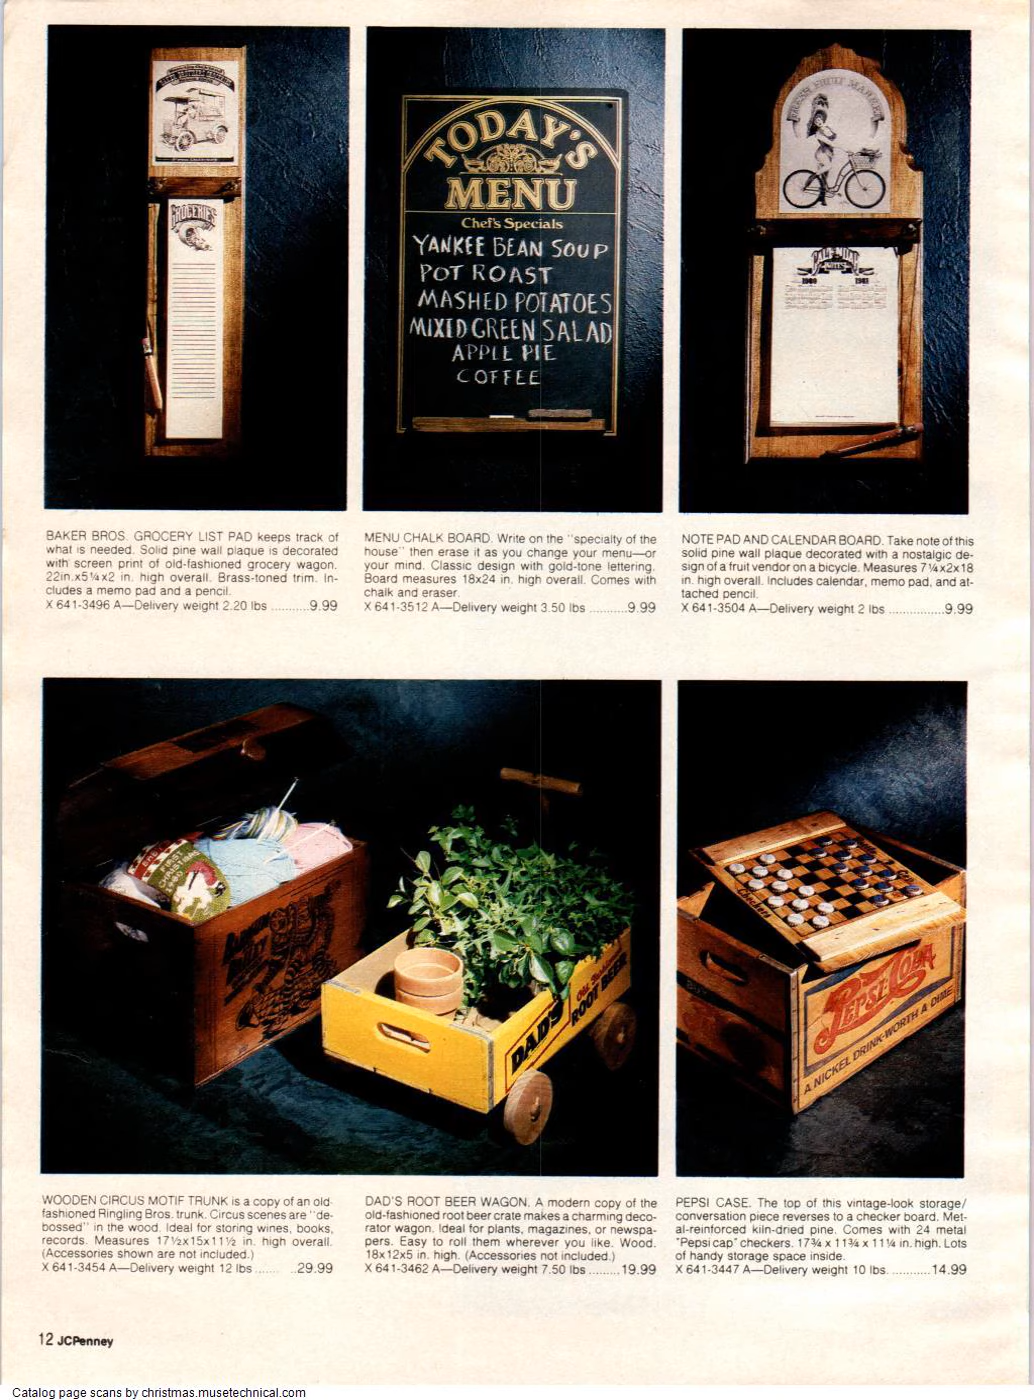 GROCERIES
TODAY'S
MENU
Chef's Specials
YANKEE BEAN SOUP
POT ROAST
MASHED POTATOES
MIXED GREEN SALAD
APPLE PIE
COFFEE
FRESH FRUIT MARKET
NOTES
1980 1981
BAKER BROS. GROCERY LIST PAD keeps track of
what is needed. Solid pine wall plaque is decorated
with screen print of old-fashioned grocery wagon.
22in.x5¼x2 in. high overall. Brass-toned trim. In-
cludes a memo pad and a pencil.
X 641-3496 A—Delivery weight 2.20 lbs ...........9.99
MENU CHALK BOARD. Write on the "specialty of the
house" then erase it as you change your menu—or
your mind. Classic design with gold-tone lettering.
Board measures 18x24 in. high overall. Comes with
chalk and eraser.
X 641-3512 A—Delivery weight 3.50 lbs ..........9.99
NOTE PAD AND CALENDAR BOARD. Take note of this
solid pine wall plaque decorated with a nostalgic de-
sign of a fruit vendor on a bicycle. Measures 7¼x2x18
in. high overall. Includes calendar, memo pad, and at-
tached pencil.
X 641-3504 A—Delivery weight 2 lbs ................9.99
DAD'S
ROOT BEER
Checkers
PEPSI-COLA
A NICKEL DRINK-WORTH A DIME
WOODEN CIRCUS MOTIF TRUNK is a copy of an old-
fashioned Ringling Bros. trunk. Circus scenes are "de-
bossed" in the wood. Ideal for storing wines, books,
records. Measures 17½x15x11½ in. high overall.
(Accessories shown are not included.)
X 641-3454 A—Delivery weight 12 lbs ...... ..29.99
DAD'S ROOT BEER WAGON. A modern copy of the
old-fashioned root beer crate makes a charming deco-
rator wagon. Ideal for plants, magazines, or newspa-
pers. Easy to roll them wherever you like. Wood.
18x12x5 in. high. (Accessories not included.)
X 641-3462 A—Delivery weight 7.50 lbs .........19.99
PEPSI CASE. The top of this vintage-look storage/
conversation piece reverses to a checker board. Met-
al-reinforced kiln-dried pine. Comes with 24 metal
"Pepsi cap" checkers. 17¾ x 11¾ x 11¼ in. high. Lots
of handy storage space inside.
X 641-3447 A—Delivery weight 10 lbs............14.99
12 JCPenney
Catalog page scans by christmas.musetechnical.com